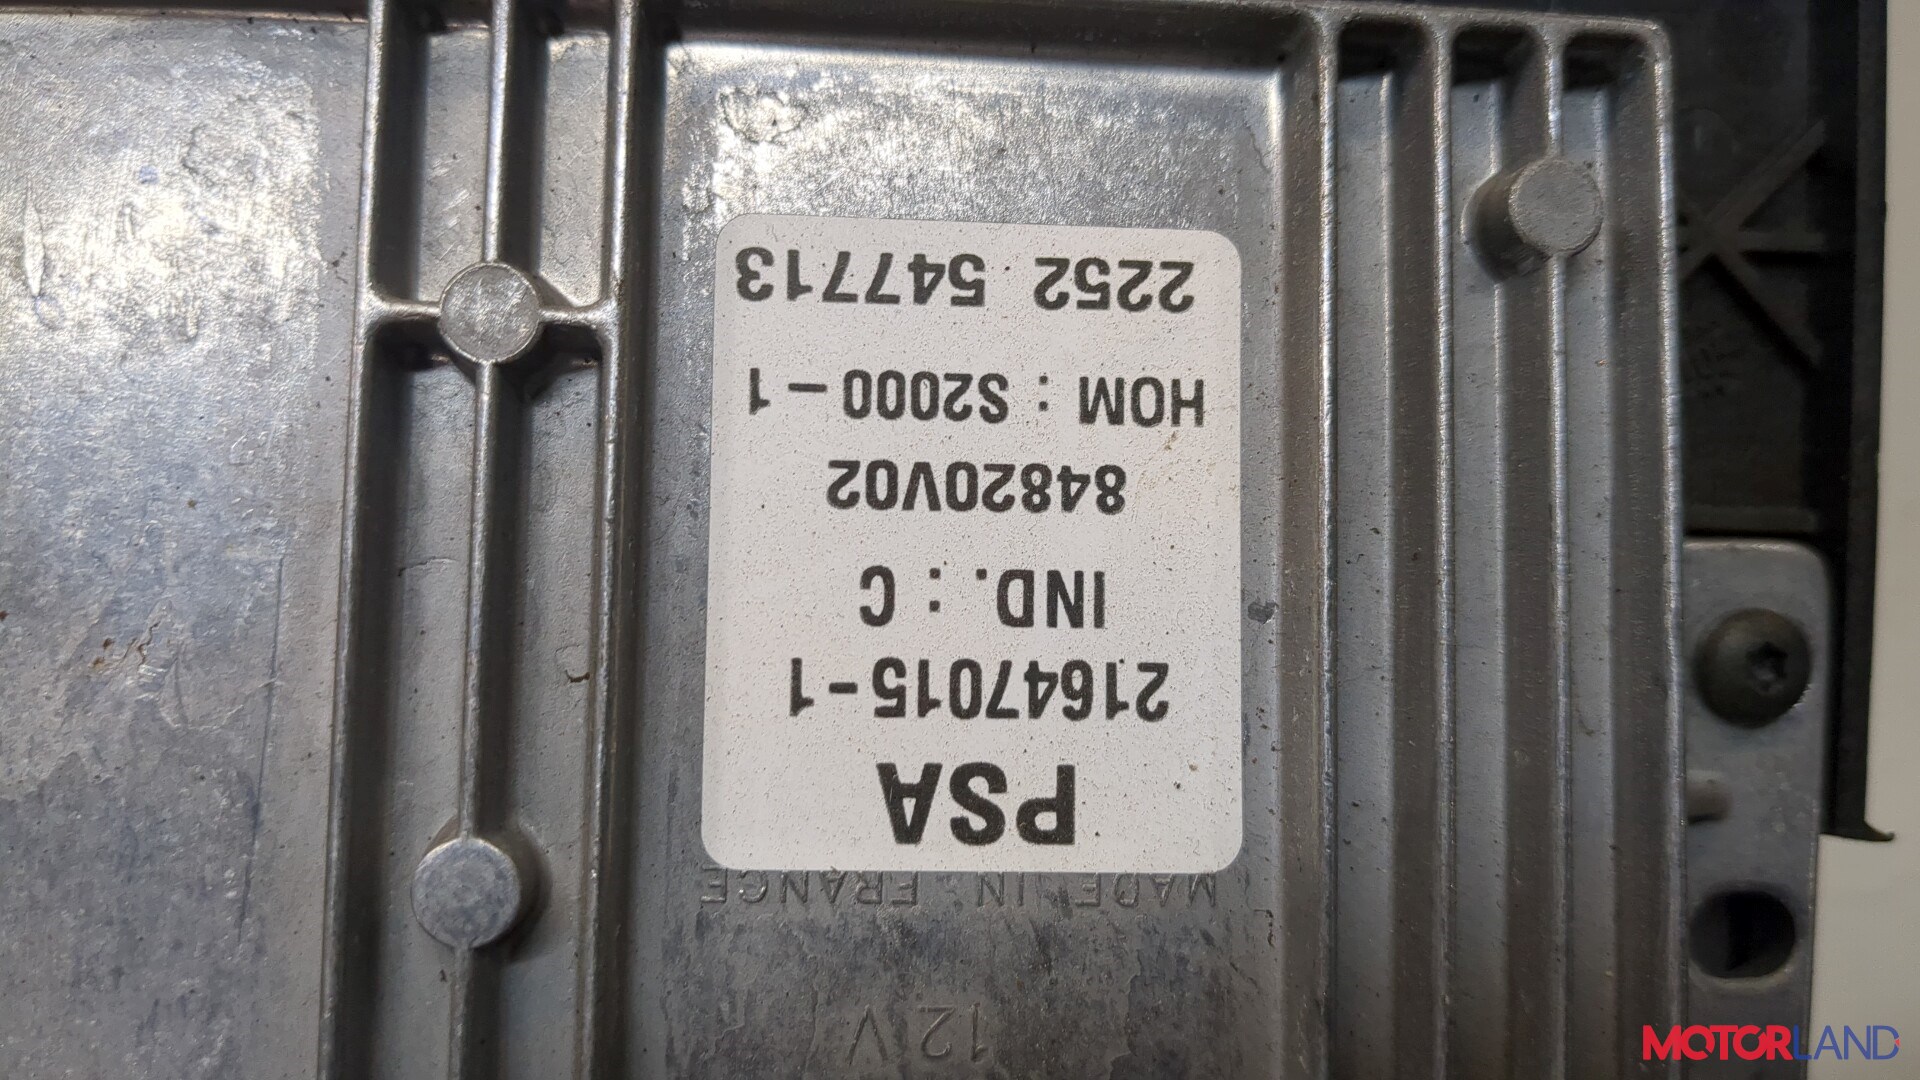 PSA
21647015-1
IND. : C
84820V02
HOM : S2000-1
2252 547713
MADE IN FRANCE
12V
MOTORLAND